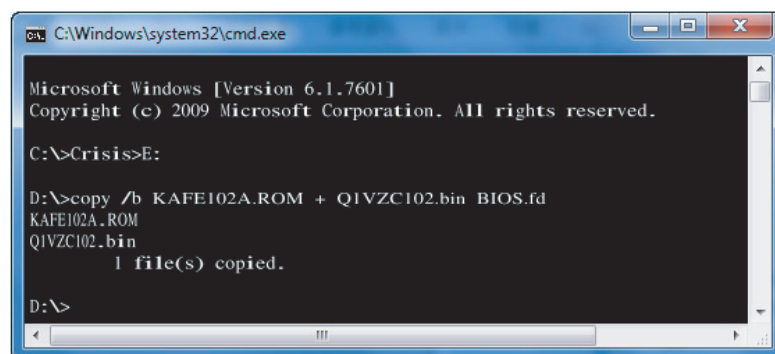 C:\Windows\system32\cmd.exe
Microsoft Windows [Version 6.1.7601]
Copyright (c) 2009 Microsoft Corporation. All rights reserved.
C:\>Crisis>E:
D:\>copy /b KAFE102A.ROM + Q1VZC102.bin BIOS.fd
KAFE102A.ROM
Q1VZC102.bin
1 file(s) copied.
D:\>